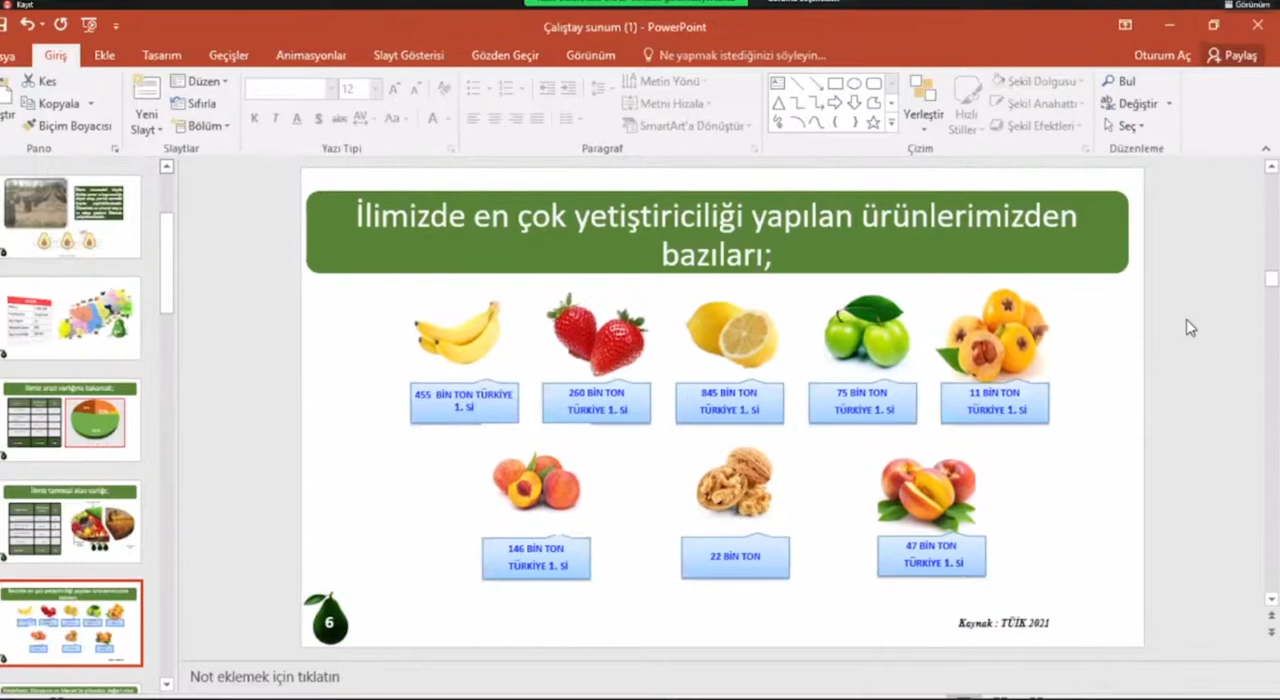 Kayıt
Görünüm
Çalıştay sunum (1) - PowerPoint
Giriş
Ekle
Tasarım
Geçişler
Animasyonlar
Slayt Gösterisi
Gözden Geçir
Görünüm
Ne yapmak istediğinizi söyleyin...
Oturum Aç
Paylaş
Kes
Kopyala
Biçim Boyacısı
Pano
Yeni
Slayt
Düzen
Sıfırla
Bölüm
Slaytlar
12
K T A S abc AV Aa A
Yazı Tipi
Metin Yönü
Metni Hizala
SmartArt'a Dönüştür
Paragraf
Yerleştir
Hızlı
Stiller
Şekil Dolgusu
Şekil Anahattı
Şekil Efektleri
Çizim
Bul
Değiştir
Seç
Düzenleme
İlimizde en çok yetiştiriciliği yapılan ürünlerimizden
bazıları;
455 BİN TON TÜRKİYE
1. Sİ
260 BİN TON
TÜRKİYE 1. Sİ
845 BİN TON
TÜRKİYE 1. Sİ
75 BİN TON
TÜRKİYE 1. Sİ
11 BİN TON
TÜRKİYE 1. Sİ
146 BİN TON
TÜRKİYE 1. Sİ
22 BİN TON
47 BİN TON
TÜRKİYE 1. Sİ
6
Kaynak : TÜİK 2021
Not eklemek için tıklatın